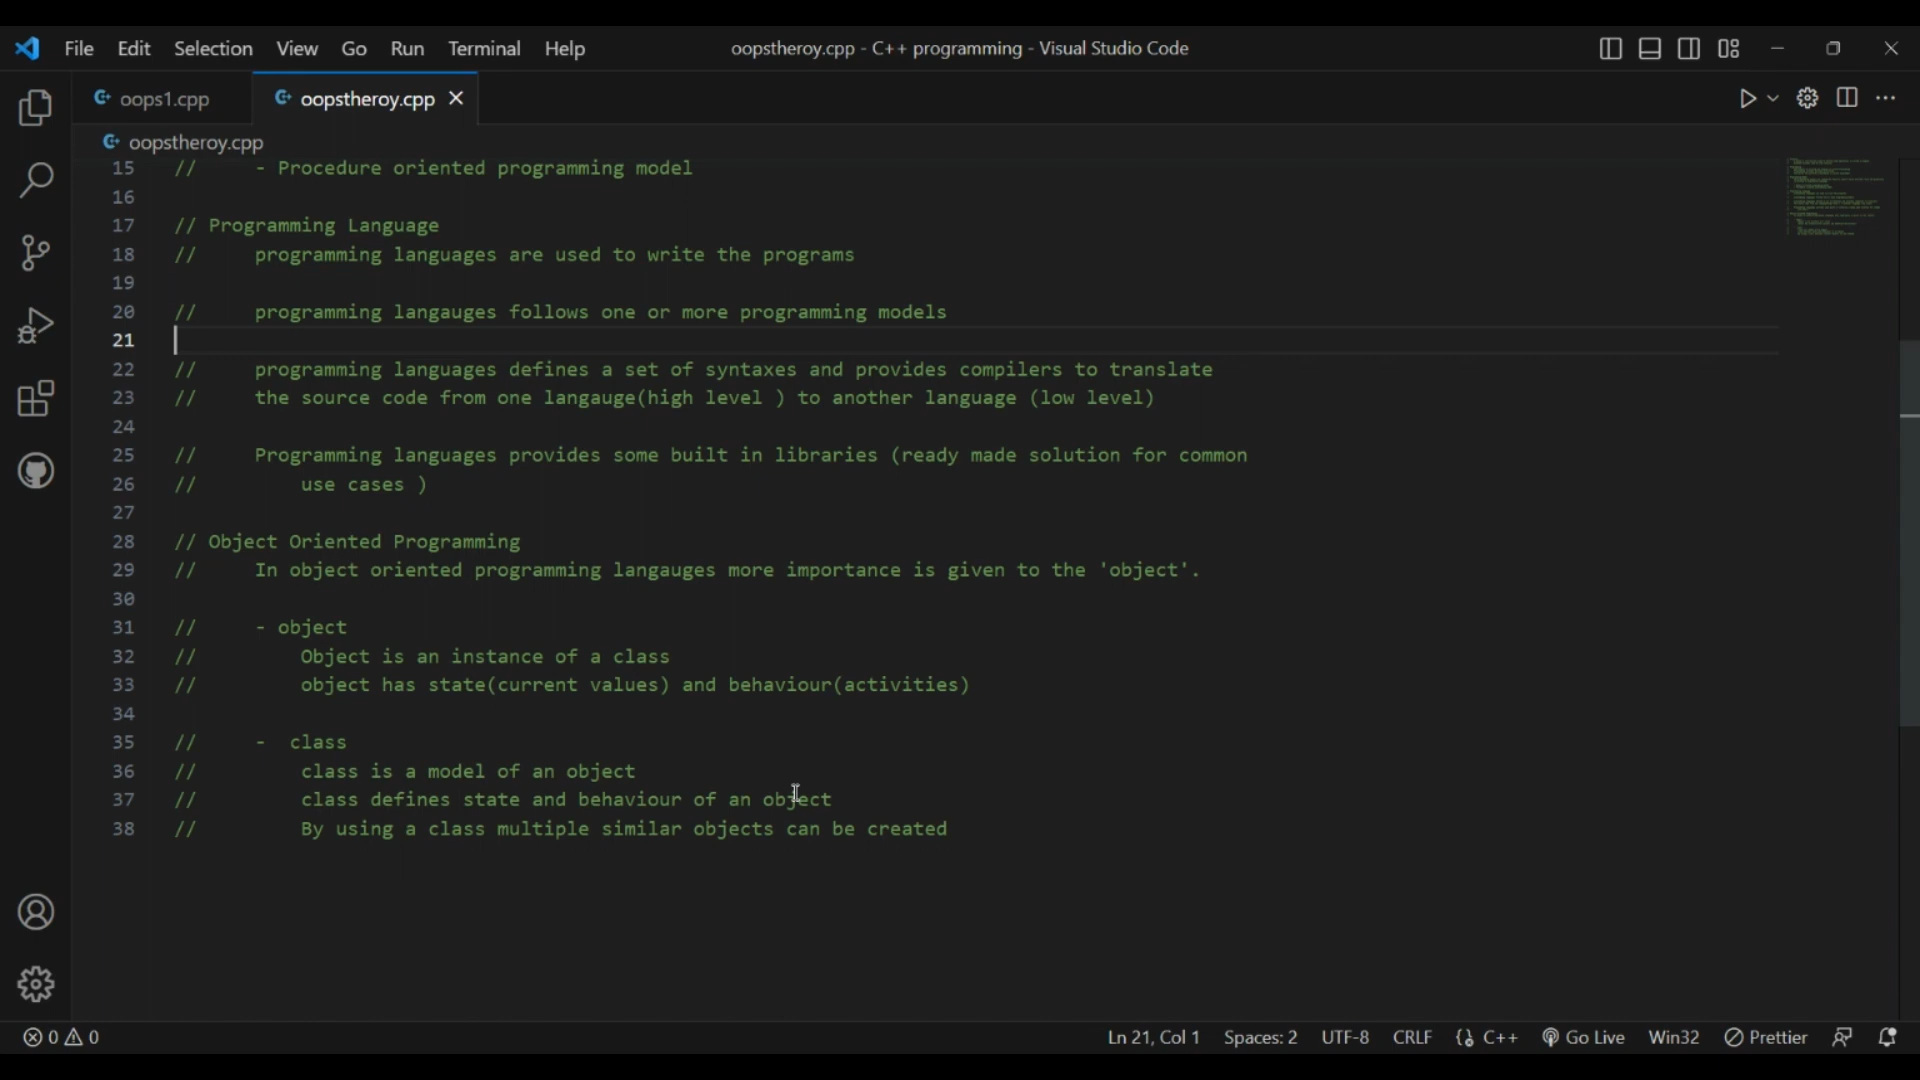 File Edit Selection View Go Run Terminal Help oopstheroy.cpp - C++ programming - Visual Studio Code
oops1.cpp oopstheroy.cpp
oopstheroy.cpp
15 // - Procedure oriented programming model
16
17 // Programming Language
18 // programming languages are used to write the programs
19
20 // programming langauges follows one or more programming models
21
22 // programming languages defines a set of syntaxes and provides compilers to translate
23 // the source code from one langauge(high level ) to another language (low level)
24
25 // Programming languages provides some built in libraries (ready made solution for common
26 // use cases )
27
28 // Object Oriented Programming
29 // In object oriented programming langauges more importance is given to the 'object'.
30
31 // - object
32 // Object is an instance of a class
33 // object has state(current values) and behaviour(activities)
34
35 // - class
36 // class is a model of an object
37 // class defines state and behaviour of an object
38 // By using a class multiple similar objects can be created
0 0 Ln 21, Col 1 Spaces: 2 UTF-8 CRLF {} C++ Go Live Win32 Prettier